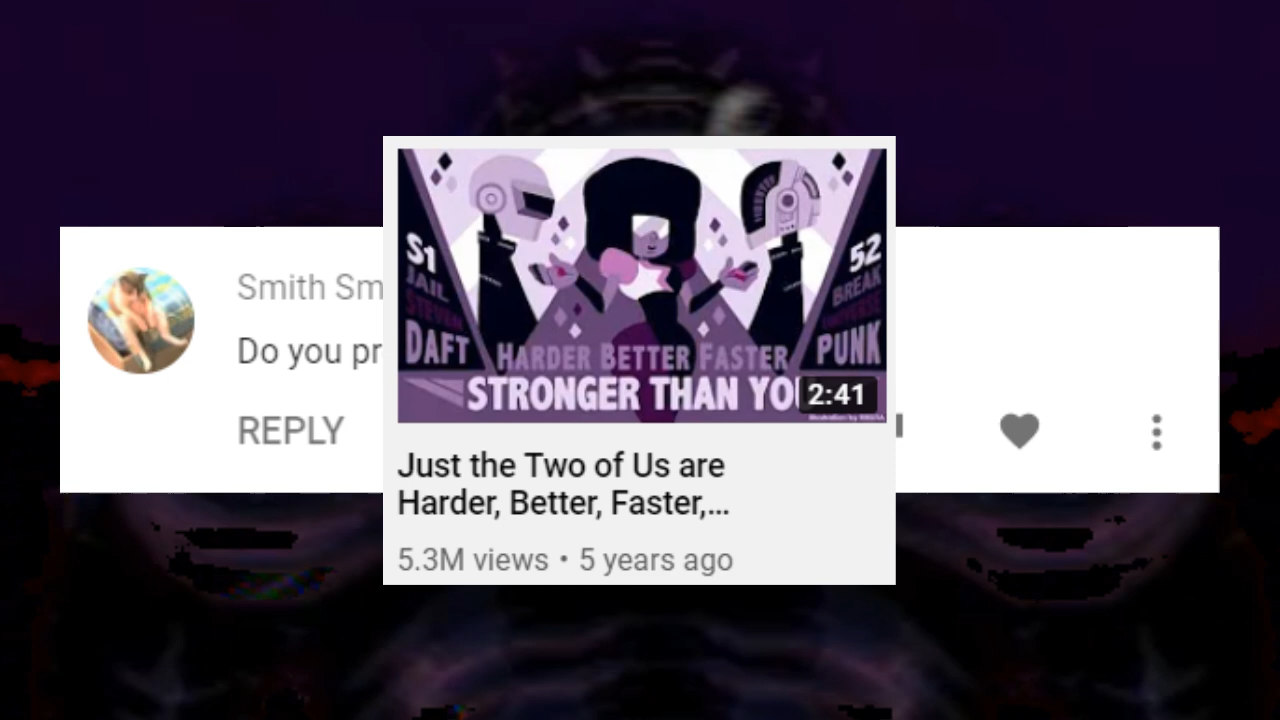 Smith Sm
Do you pr
REPLY
S1
JAIL
STEVEN
DAFT
52
BREAK
PUNK
HARDER BETTER FASTER
STRONGER THAN YO
2:41
Just the Two of Us are
Harder, Better, Faster,...
5.3M views • 5 years ago